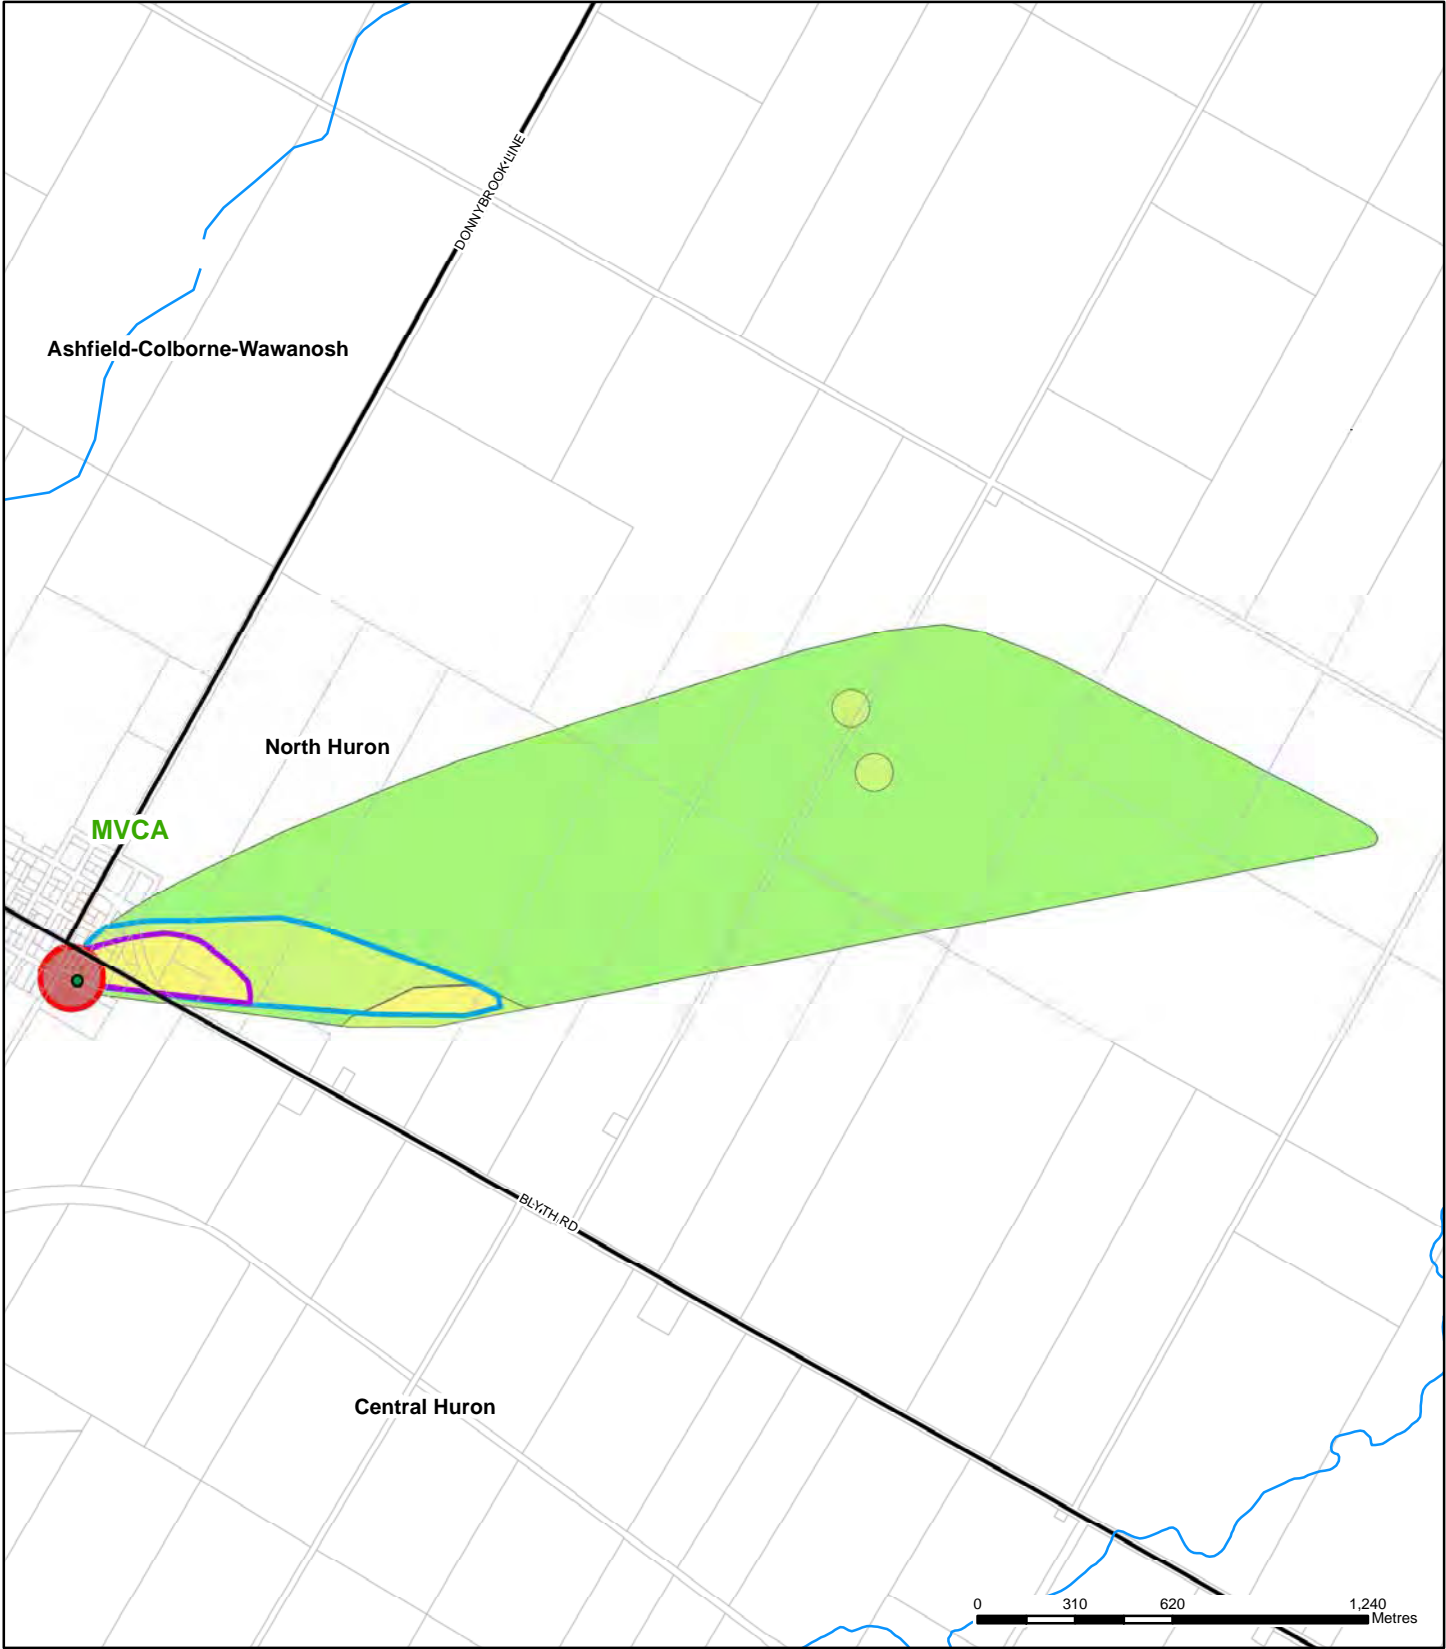 DONNYBROOK LINE
Ashfield-Colborne-Wawanosh
North Huron
MVCA
BLYTH RD
Central Huron
0 310 620 1,240
Metres